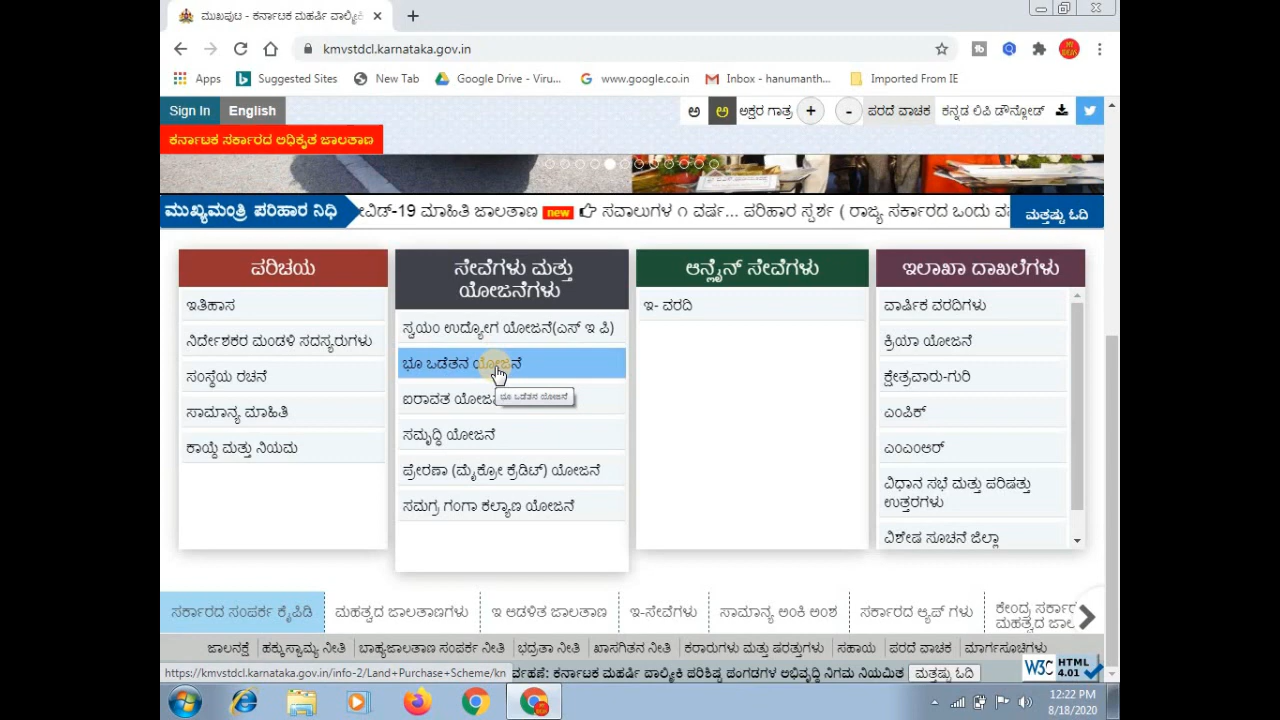 ಮುಖಪುಟ - ಕರ್ನಾಟಕ ಮಹರ್ಷಿ ವಾಲ್ಮೀಕಿ
kmvstdcl.karnataka.gov.in
Apps Suggested Sites New Tab Google Drive - Viru... www.google.co.in Inbox - hanumanth... Imported From IE
Sign In English ಅ ಅ ಅಕ್ಷರ ಗಾತ್ರ + - ಪರದೆ ವಾಚಕ ಕನ್ನಡ ಲಿಪಿ ಡೌನ್ಲೋಡ್
ಕರ್ನಾಟಕ ಸರ್ಕಾರದ ಅಧಿಕೃತ ಜಾಲತಾಣ
ಮುಖ್ಯಮಂತ್ರಿ ಪರಿಹಾರ ನಿಧಿ ೀವಿಡ್-19 ಮಾಹಿತಿ ಜಾಲತಾಣ new ಸವಾಲುಗಳ ೧ ವರ್ಷ... ಪರಿಹಾರ ಸ್ಪರ್ಶ ( ರಾಜ್ಯ ಸರ್ಕಾರದ ಒಂದು ವ ಮತ್ತಷ್ಟು ಓದಿ
ಪರಿಚಯ
ಇತಿಹಾಸ
ನಿರ್ದೇಶಕರ ಮಂಡಳಿ ಸದಸ್ಯರುಗಳು
ಸಂಸ್ಥೆಯ ರಚನೆ
ಸಾಮಾನ್ಯ ಮಾಹಿತಿ
ಕಾಯ್ದೆ ಮತ್ತು ನಿಯಮ
ಸೇವೆಗಳು ಮತ್ತು
ಯೋಜನೆಗಳು
ಸ್ವಯಂ ಉದ್ಯೋಗ ಯೋಜನೆ(ಎಸ್ ಇ ಪಿ)
ಭೂ ಒಡೆತನ ಯೋಜನೆ
ಭೂ ಒಡೆತನ ಯೋಜನೆ
ಐರಾವತ ಯೋಜ
ಸಮೃದ್ಧಿ ಯೋಜನೆ
ಪ್ರೇರಣಾ (ಮೈಕ್ರೋ ಕ್ರೆಡಿಟ್) ಯೋಜನೆ
ಸಮಗ್ರ ಗಂಗಾ ಕಲ್ಯಾಣ ಯೋಜನೆ
ಆನ್ಲೈನ್ ಸೇವೆಗಳು
ಇ- ವರದಿ
ಇಲಾಖಾ ದಾಖಲೆಗಳು
ವಾರ್ಷಿಕ ವರದಿಗಳು
ಕ್ರಿಯಾ ಯೋಜನೆ
ಕ್ಷೇತ್ರವಾರು-ಗುರಿ
ಎಂಪಿಕ್
ಎಂಎಂಆರ್
ವಿಧಾನ ಸಭೆ ಮತ್ತು ಪರಿಷತ್ತು
ಉತ್ತರಗಳು
ವಿಶೇಷ ಸೂಚನೆ ಜಿಲ್ಲಾ
ಸರ್ಕಾರದ ಸಂಪರ್ಕ ಕೈಪಿಡಿ ಮಹತ್ವದ ಜಾಲತಾಣಗಳು ಇ ಆಡಳಿತ ಜಾಲತಾಣ ಇ-ಸೇವೆಗಳು ಸಾಮಾನ್ಯ ಅಂಕಿ ಅಂಶ ಸರ್ಕಾರದ ಆ್ಯಪ್ ಗಳು ಕೇಂದ್ರ ಸರ್ಕಾರ
ಮಹತ್ವದ ಜಾಲ
ಜಾಲನಕ್ಷೆ ಹಕ್ಕುಸ್ವಾಮ್ಯ ನೀತಿ ಬಾಹ್ಯಜಾಲತಾಣ ಸಂಪರ್ಕ ನೀತಿ ಭದ್ರತಾ ನೀತಿ ಖಾಸಗಿತನ ನೀತಿ ಕರಾರುಗಳು ಮತ್ತು ಷರತ್ತುಗಳು ಸಹಾಯ ಪರದೆ ವಾಚಕ ಮಾರ್ಗಸೂಚಿಗಳು
https://kmvstdcl.karnataka.gov.in/info-2/Land+Purchase+Scheme/kn ರ್ವಹಣೆ: ಕರ್ನಾಟಕ ಮಹರ್ಷಿ ವಾಲ್ಮೀಕಿ ಪರಿಶಿಷ್ಟ ಪಂಗಡಗಳ ಅಭಿವೃದ್ಧಿ ನಿಗಮ ನಿಯಮಿತ ಮತ್ತಷ್ಟು ಓದಿ
W3C HTML 4.01
12:22 PM
8/18/2020